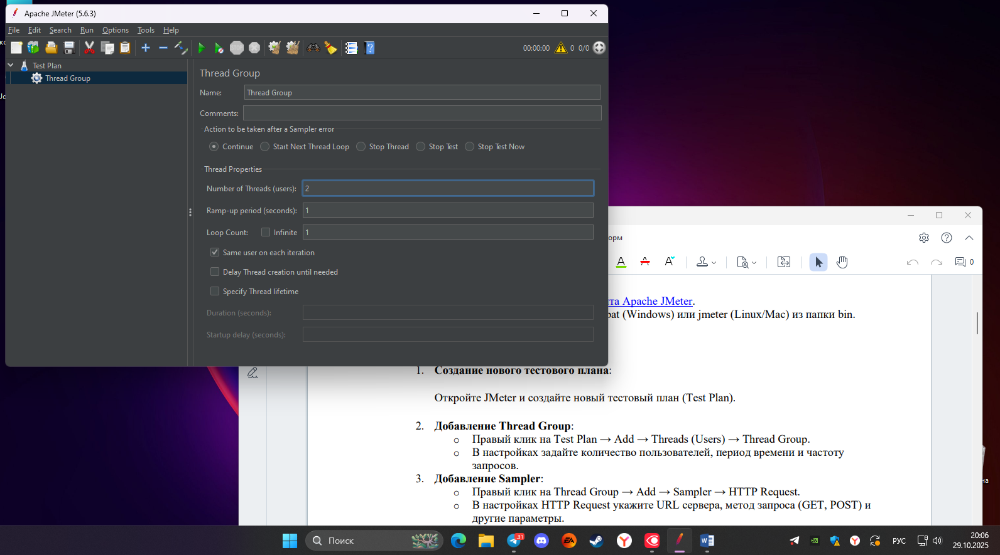 Apache JMeter (5.6.3)
File Edit Search Run Options Tools Help
STOP
00:00:00 0 0/0
Test Plan
Thread Group
Thread Group
Name: Thread Group
Comments:
Action to be taken after a Sampler error
Continue Start Next Thread Loop Stop Thread Stop Test Stop Test Now
Thread Properties
Number of Threads (users): 2
Ramp-up period (seconds): 1
Loop Count: Infinite 1
Same user on each iteration
Delay Thread creation until needed
Specify Thread lifetime
Duration (seconds):
Startup delay (seconds):
орм
0
та Apache JMeter.
bat (Windows) или jmeter (Linux/Mac) из папки bin.
1. Создание нового тестового плана:
Откройте JMeter и создайте новый тестовый план (Test Plan).
2. Добавление Thread Group:
o Правый клик на Test Plan → Add → Threads (Users) → Thread Group.
o В настройках задайте количество пользователей, период времени и частоту
запросов.
3. Добавление Sampler:
o Правый клик на Thread Group → Add → Sampler → HTTP Request.
o В настройках HTTP Request укажите URL сервера, метод запроса (GET, POST) и
другие параметры.
на
Поиск
31
EA
РУС
20:06
29.10.2025